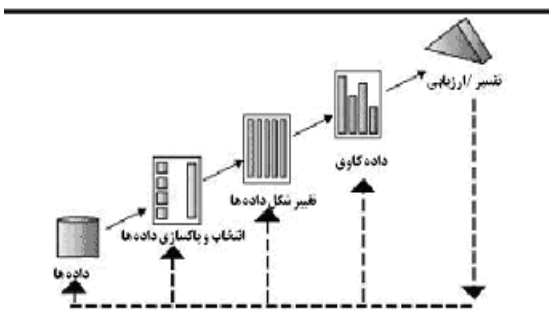 تفسیر /ارزیابی
داده کاوی
تغییر شکل داده‌ها
انتخاب و پاکسازی داده‌ها
داده‌ها